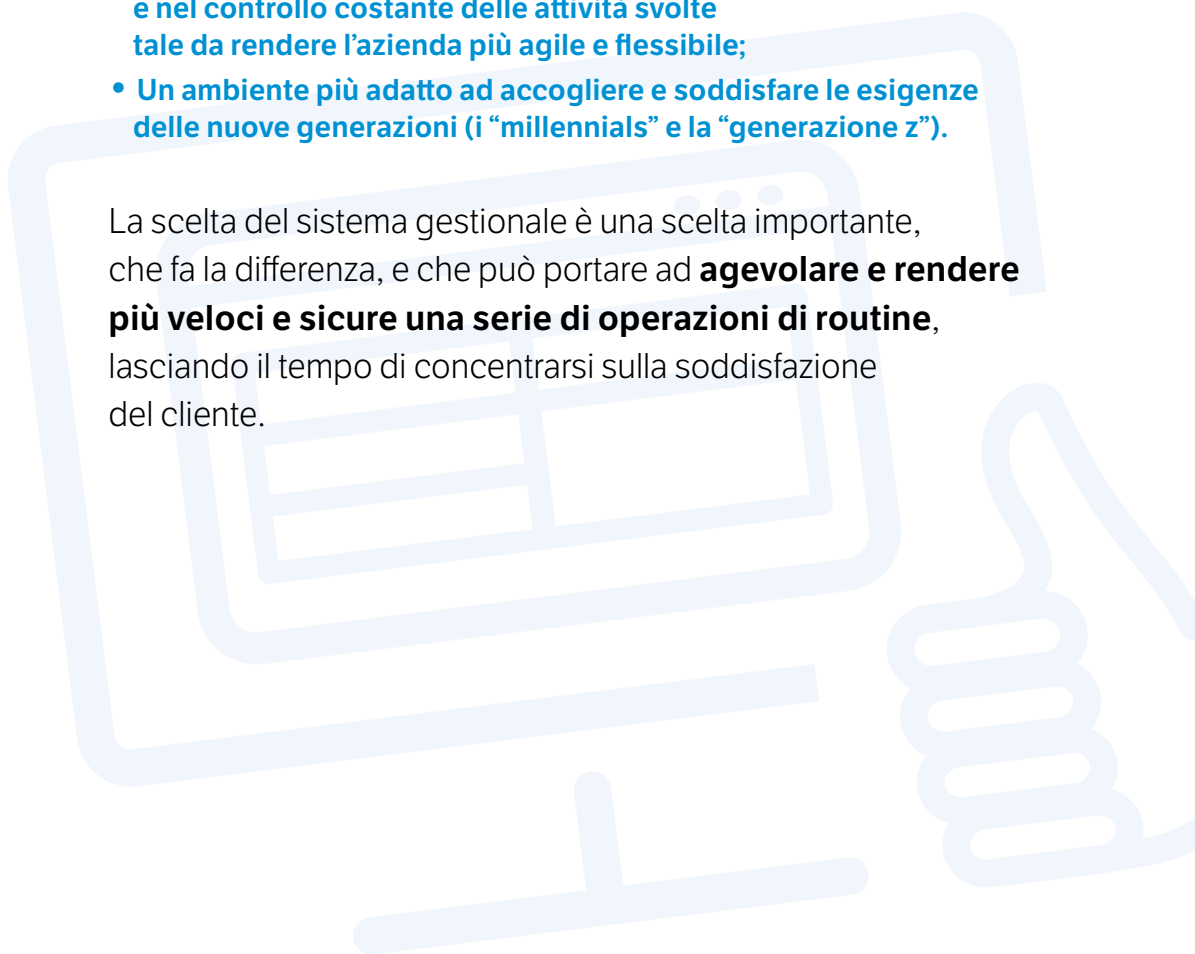 e nel controllo costante delle attività svolte
tale da rendere l’azienda più agile e flessibile;
• Un ambiente più adatto ad accogliere e soddisfare le esigenze
delle nuove generazioni (i “millennials” e la “generazione z”).
La scelta del sistema gestionale è una scelta importante,
che fa la differenza, e che può portare ad agevolare e rendere
più veloci e sicure una serie di operazioni di routine,
lasciando il tempo di concentrarsi sulla soddisfazione
del cliente.